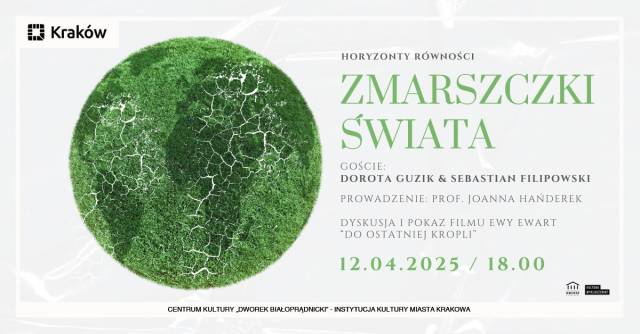 Kraków
HORYZONTY RÓWNOŚCI
ZMARSZCZKI
ŚWIATA
GOŚCIE:
DOROTA GUZIK & SEBASTIAN FILIPOWSKI
PROWADZENIE: PROF. JOANNA HAŃDEREK
DYSKUSJA I POKAZ FILMU EWY EWART
"DO OSTATNIEJ KROPLI"
12.04.2025 / 18.00
CENTRUM KULTURY „DWOREK BIAŁOPRĄDNICKI" - INSTYTUCJA KULTURY MIASTA KRAKOWA